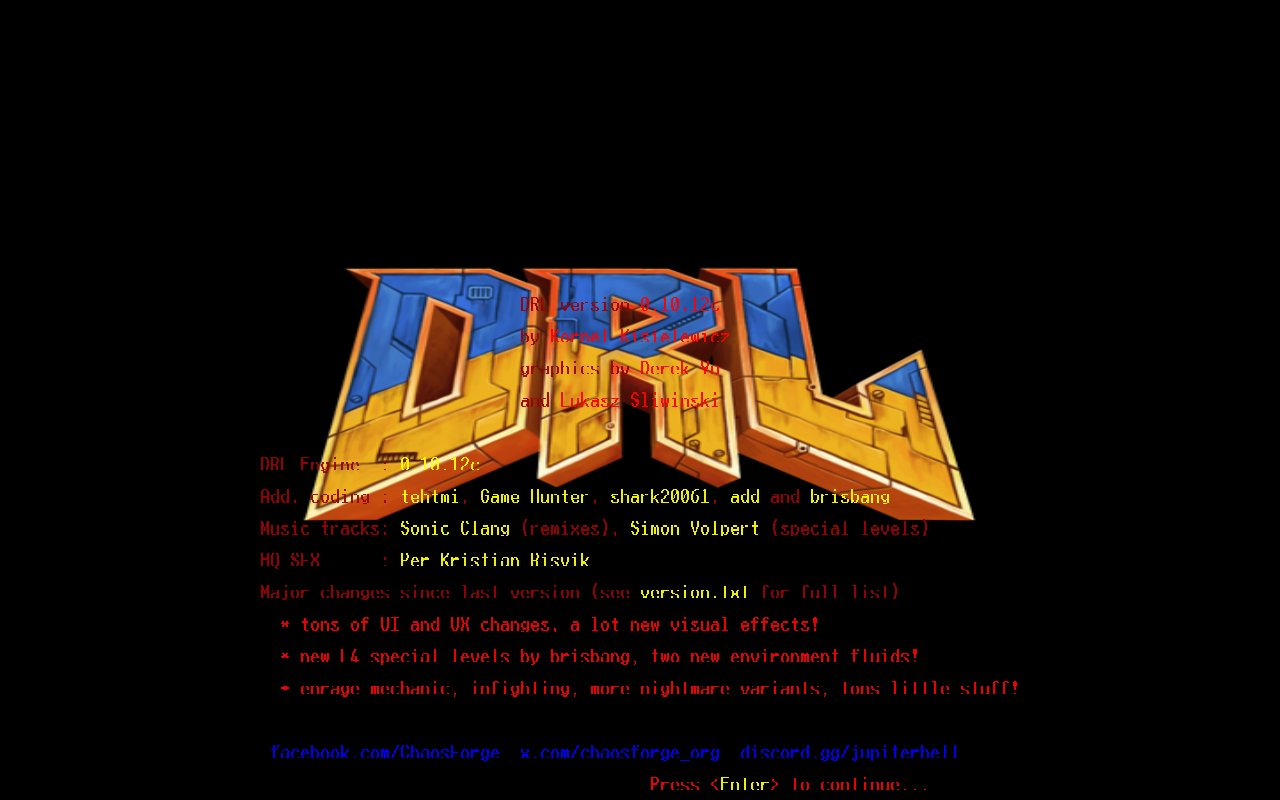 DRL
DRL version 0.10.12c
by Kornel Kisielewicz
graphics by Derek Yu
and Lukasz Sliwinski
DRL Engine  : 0.10.12c
Add. coding : tehtmi, Game Hunter, shark20061, add and brisbang
Music tracks: Sonic Clang (remixes), Simon Volpert (special levels)
HQ SFX      : Per Kristian Risvik
Major changes since last version (see version.txt for full list)
* tons of UI and UX changes, a lot new visual effects!
* new L4 special levels by brisbang, two new environment fluids!
* enrage mechanic, infighting, more nightmare variants, tons little stuff!
facebook.com/ChaosForge  x.com/chaosforge_org  discord.gg/jupiterhell
Press <Enter> to continue...